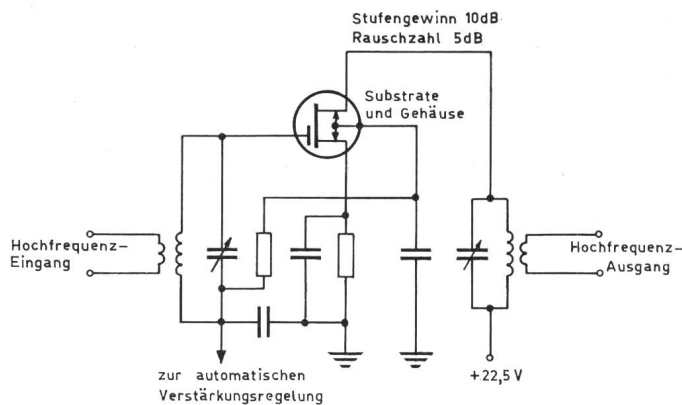 Stufengewinn 10dB
Rauschzahl 5dB
Substrate
und Gehäuse
Hochfrequenz-
Eingang
Hochfrequenz-
Ausgang
+22,5 V
zur automatischen
Verstärkungsregelung